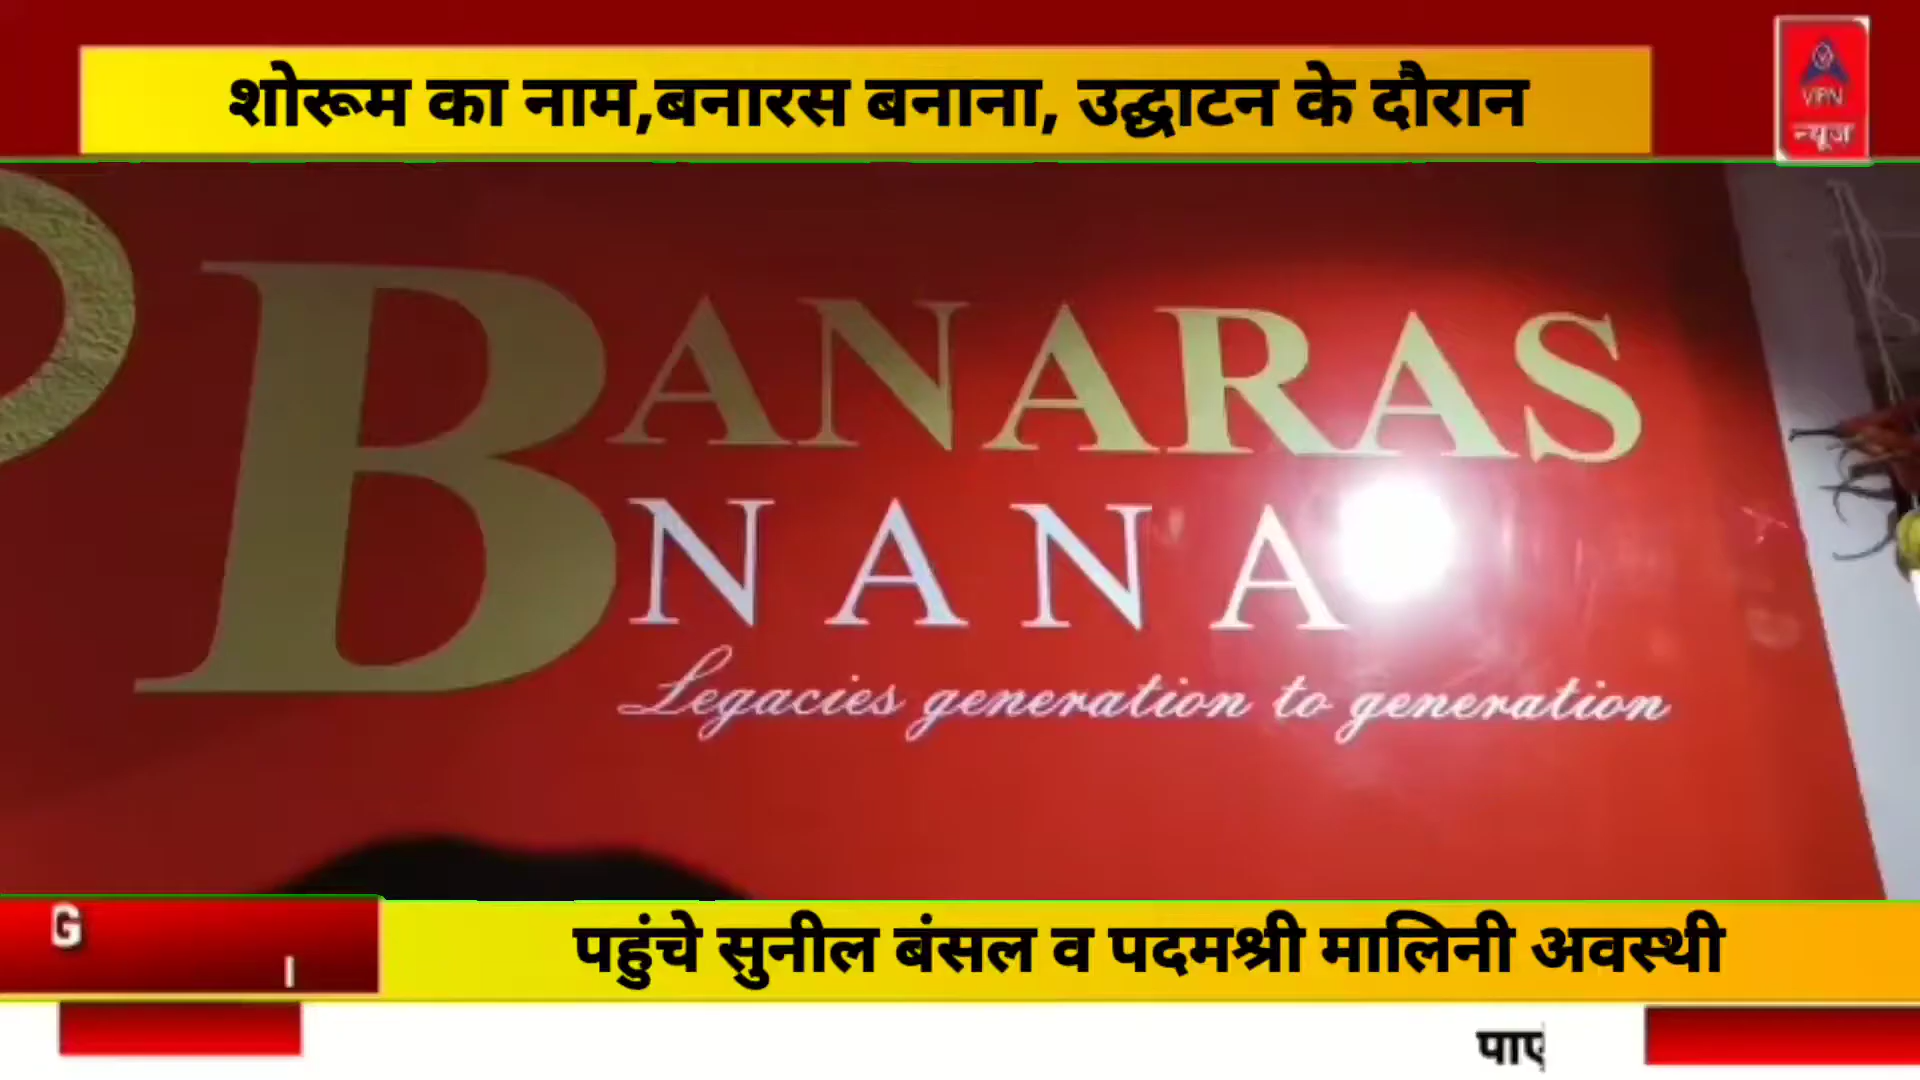 शोरूम का नाम,बनारस बनाना, उद्घाटन के दौरान
VPN
न्यूज
BANARAS
NANA
Legacies generation to generation
G
पहुंचे सुनील बंसल व पदमश्री मालिनी अवस्थी